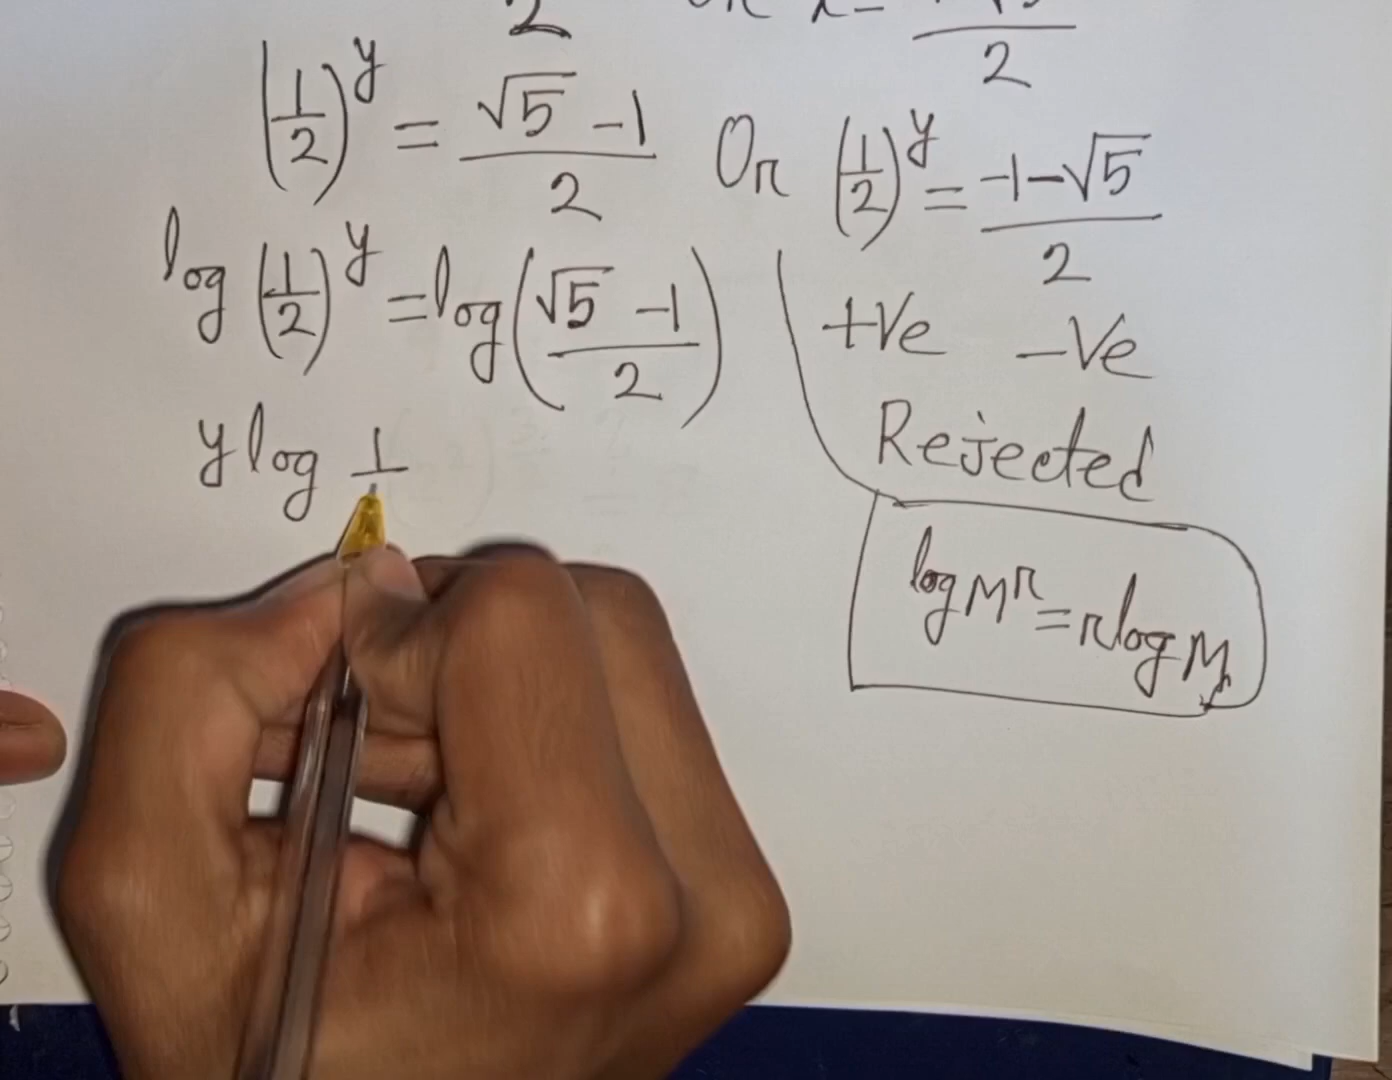 (1/2)^y = (√5 - 1)/2 Or (1/2)^y = (-1-√5)/2
log (1/2)^y = log((√5 - 1)/2)
+Ve -Ve
Rejected
y log 1
log M^r = r log M